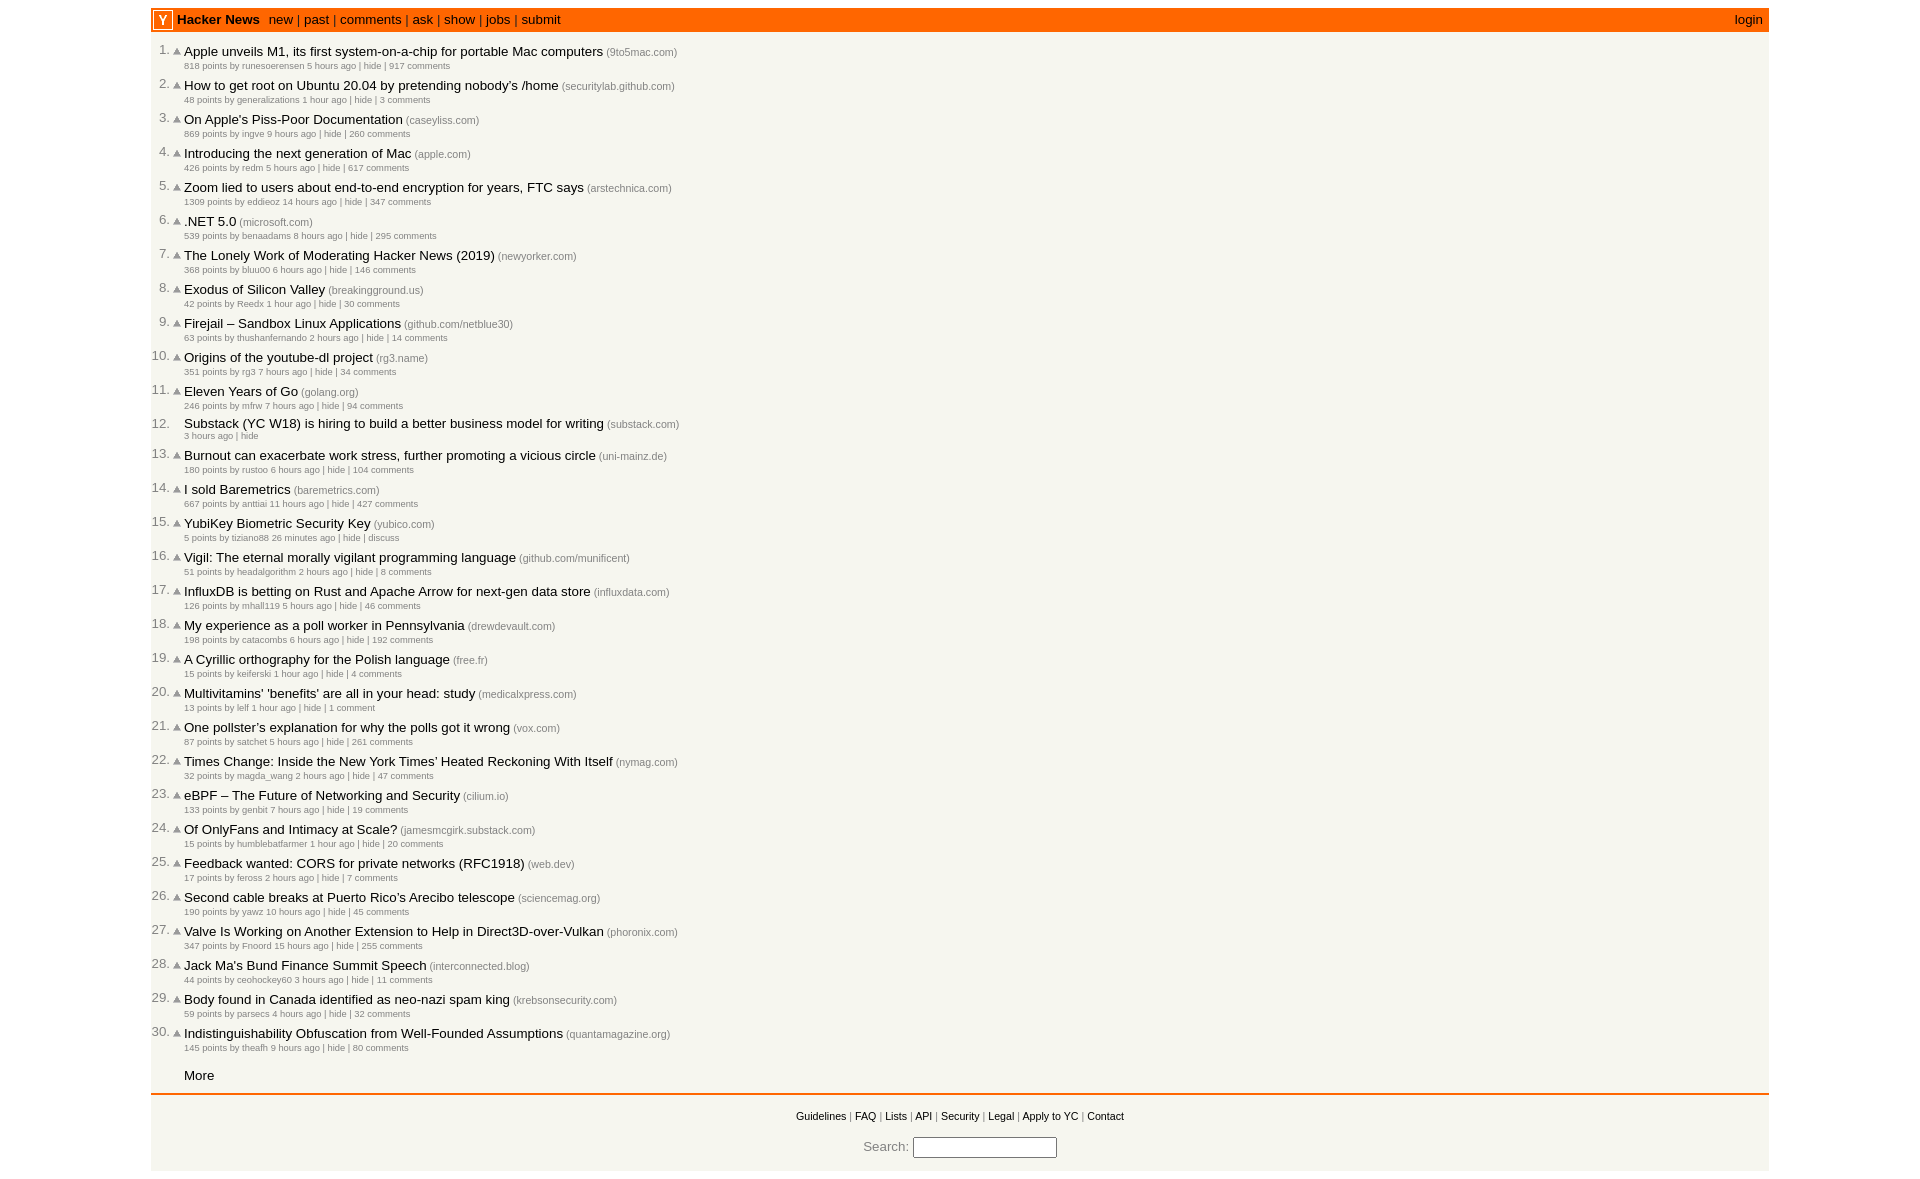 Y Hacker News new | past | comments | ask | show | jobs | submit login
1. Apple unveils M1, its first system-on-a-chip for portable Mac computers (9to5mac.com)
818 points by runesoerensen 5 hours ago | hide | 917 comments
2. How to get root on Ubuntu 20.04 by pretending nobody’s /home (securitylab.github.com)
48 points by generalizations 1 hour ago | hide | 3 comments
3. On Apple's Piss-Poor Documentation (caseyliss.com)
869 points by ingve 9 hours ago | hide | 260 comments
4. Introducing the next generation of Mac (apple.com)
426 points by redm 5 hours ago | hide | 617 comments
5. Zoom lied to users about end-to-end encryption for years, FTC says (arstechnica.com)
1309 points by eddieoz 14 hours ago | hide | 347 comments
6. .NET 5.0 (microsoft.com)
539 points by benaadams 8 hours ago | hide | 295 comments
7. The Lonely Work of Moderating Hacker News (2019) (newyorker.com)
368 points by bluu00 6 hours ago | hide | 146 comments
8. Exodus of Silicon Valley (breakingground.us)
42 points by Reedx 1 hour ago | hide | 30 comments
9. Firejail – Sandbox Linux Applications (github.com/netblue30)
63 points by thushanfernando 2 hours ago | hide | 14 comments
10. Origins of the youtube-dl project (rg3.name)
351 points by rg3 7 hours ago | hide | 34 comments
11. Eleven Years of Go (golang.org)
246 points by mfrw 7 hours ago | hide | 94 comments
12. Substack (YC W18) is hiring to build a better business model for writing (substack.com)
3 hours ago | hide
13. Burnout can exacerbate work stress, further promoting a vicious circle (uni-mainz.de)
180 points by rustoo 6 hours ago | hide | 104 comments
14. I sold Baremetrics (baremetrics.com)
667 points by anttiai 11 hours ago | hide | 427 comments
15. YubiKey Biometric Security Key (yubico.com)
5 points by tiziano88 26 minutes ago | hide | discuss
16. Vigil: The eternal morally vigilant programming language (github.com/munificent)
51 points by headalgorithm 2 hours ago | hide | 8 comments
17. InfluxDB is betting on Rust and Apache Arrow for next-gen data store (influxdata.com)
126 points by mhall119 5 hours ago | hide | 46 comments
18. My experience as a poll worker in Pennsylvania (drewdevault.com)
198 points by catacombs 6 hours ago | hide | 192 comments
19. A Cyrillic orthography for the Polish language (free.fr)
15 points by keiferski 1 hour ago | hide | 4 comments
20. Multivitamins' 'benefits' are all in your head: study (medicalxpress.com)
13 points by lelf 1 hour ago | hide | 1 comment
21. One pollster’s explanation for why the polls got it wrong (vox.com)
87 points by satchet 5 hours ago | hide | 261 comments
22. Times Change: Inside the New York Times’ Heated Reckoning With Itself (nymag.com)
32 points by magda_wang 2 hours ago | hide | 47 comments
23. eBPF – The Future of Networking and Security (cilium.io)
133 points by genbit 7 hours ago | hide | 19 comments
24. Of OnlyFans and Intimacy at Scale? (jamesmcgirk.substack.com)
15 points by humblebatfarmer 1 hour ago | hide | 20 comments
25. Feedback wanted: CORS for private networks (RFC1918) (web.dev)
17 points by feross 2 hours ago | hide | 7 comments
26. Second cable breaks at Puerto Rico’s Arecibo telescope (sciencemag.org)
190 points by yawz 10 hours ago | hide | 45 comments
27. Valve Is Working on Another Extension to Help in Direct3D-over-Vulkan (phoronix.com)
347 points by Fnoord 15 hours ago | hide | 255 comments
28. Jack Ma's Bund Finance Summit Speech (interconnected.blog)
44 points by ceohockey60 3 hours ago | hide | 11 comments
29. Body found in Canada identified as neo-nazi spam king (krebsonsecurity.com)
59 points by parsecs 4 hours ago | hide | 32 comments
30. Indistinguishability Obfuscation from Well-Founded Assumptions (quantamagazine.org)
145 points by theafh 9 hours ago | hide | 80 comments
More
Guidelines | FAQ | Lists | API | Security | Legal | Apply to YC | Contact
Search: